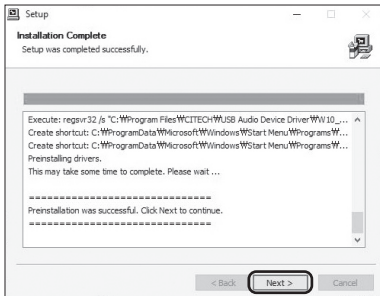 Setup
Installation Complete
Setup was completed successfully.
Execute: regsvr32 /s "C:₩Program Files₩CITECH₩USB Audio Device Driver₩W10_...
Create shortcut: C:₩ProgramData₩Microsoft₩Windows₩Start Menu₩Programs₩...
Create shortcut: C:₩ProgramData₩Microsoft₩Windows₩Start Menu₩Programs₩...
Preinstalling drivers.
This may take some time to complete. Please wait ...
==============================
Preinstallation was successful. Click Next to continue.
==============================
< Back
Next >
Cancel